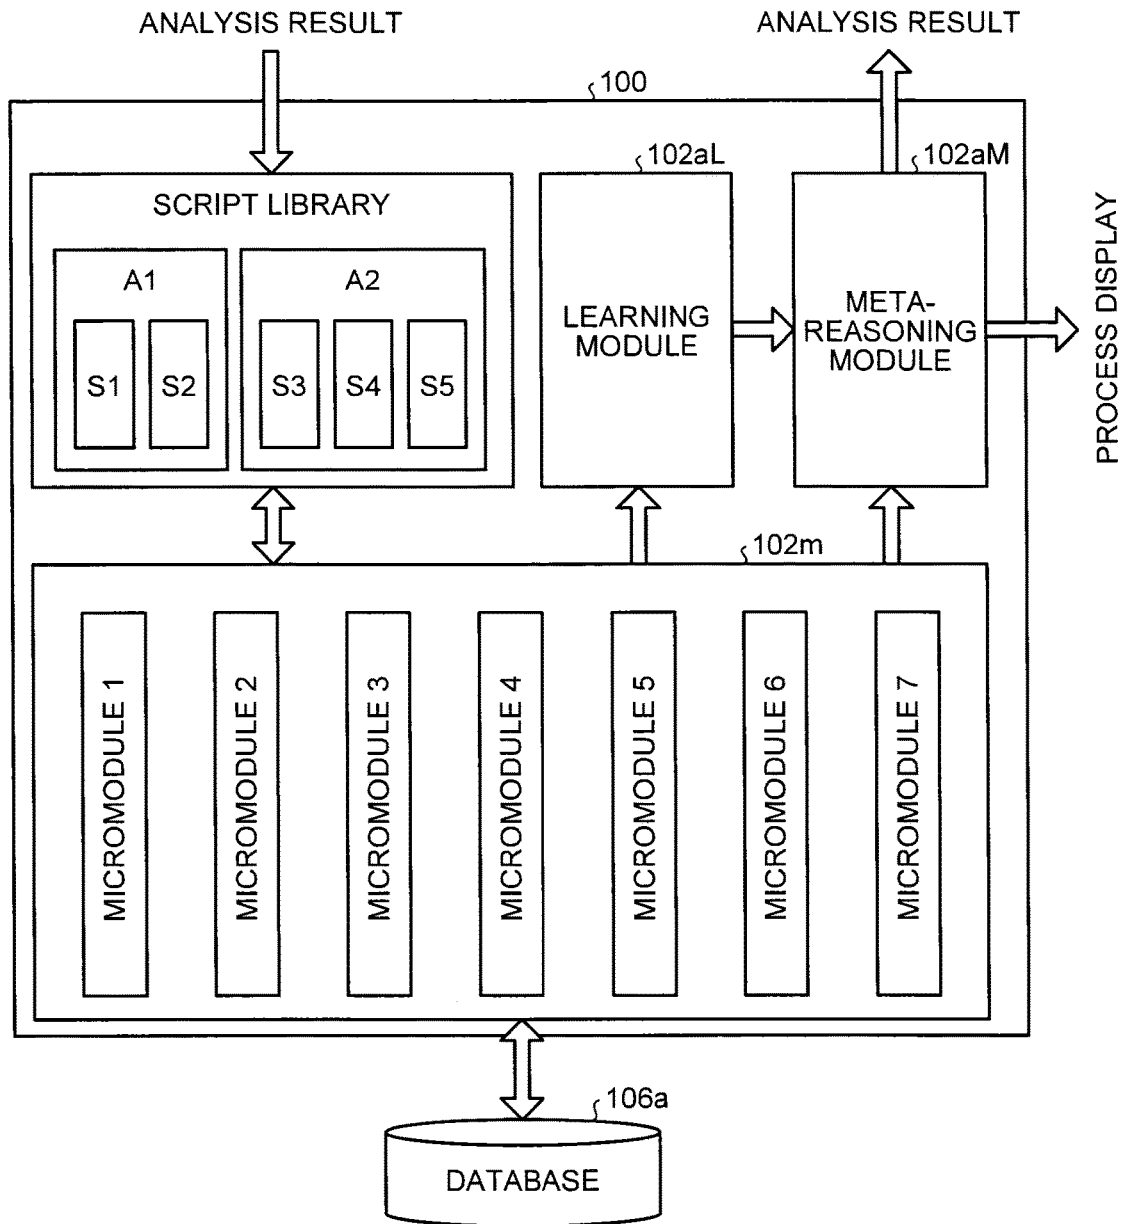 ANALYSIS RESULT
ANALYSIS RESULT
100
102aL
102aM
SCRIPT LIBRARY
A1
A2
S1
S2
S3
S4
S5
LEARNING
MODULE
META-
REASONING
MODULE
PROCESS DISPLAY
102m
MICROMODULE 1
MICROMODULE 2
MICROMODULE 3
MICROMODULE 4
MICROMODULE 5
MICROMODULE 6
MICROMODULE 7
106a
DATABASE